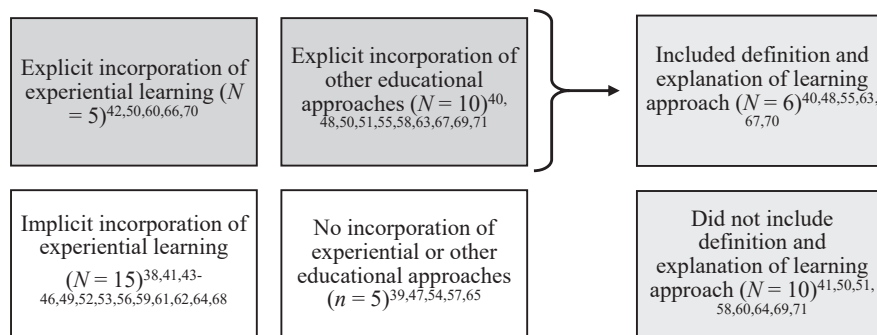 Explicit incorporation of
experiential learning (N
= 5)42,50,60,66,70
Explicit incorporation of
other educational
approaches (N = 10)40,
48,50,51,55,58,63,67,69,71
Included definition and
explanation of learning
approach (N = 6)40,48,55,63,
67,70
Implicit incorporation of
experiential learning
(N = 15)38,41,43-
46,49,52,53,56,59,61,62,64,68
No incorporation of
experiential or other
educational approaches
(n = 5)39,47,54,57,65
Did not include
definition and
explanation of learning
approach (N = 10)41,50,51,
58,60,64,69,71